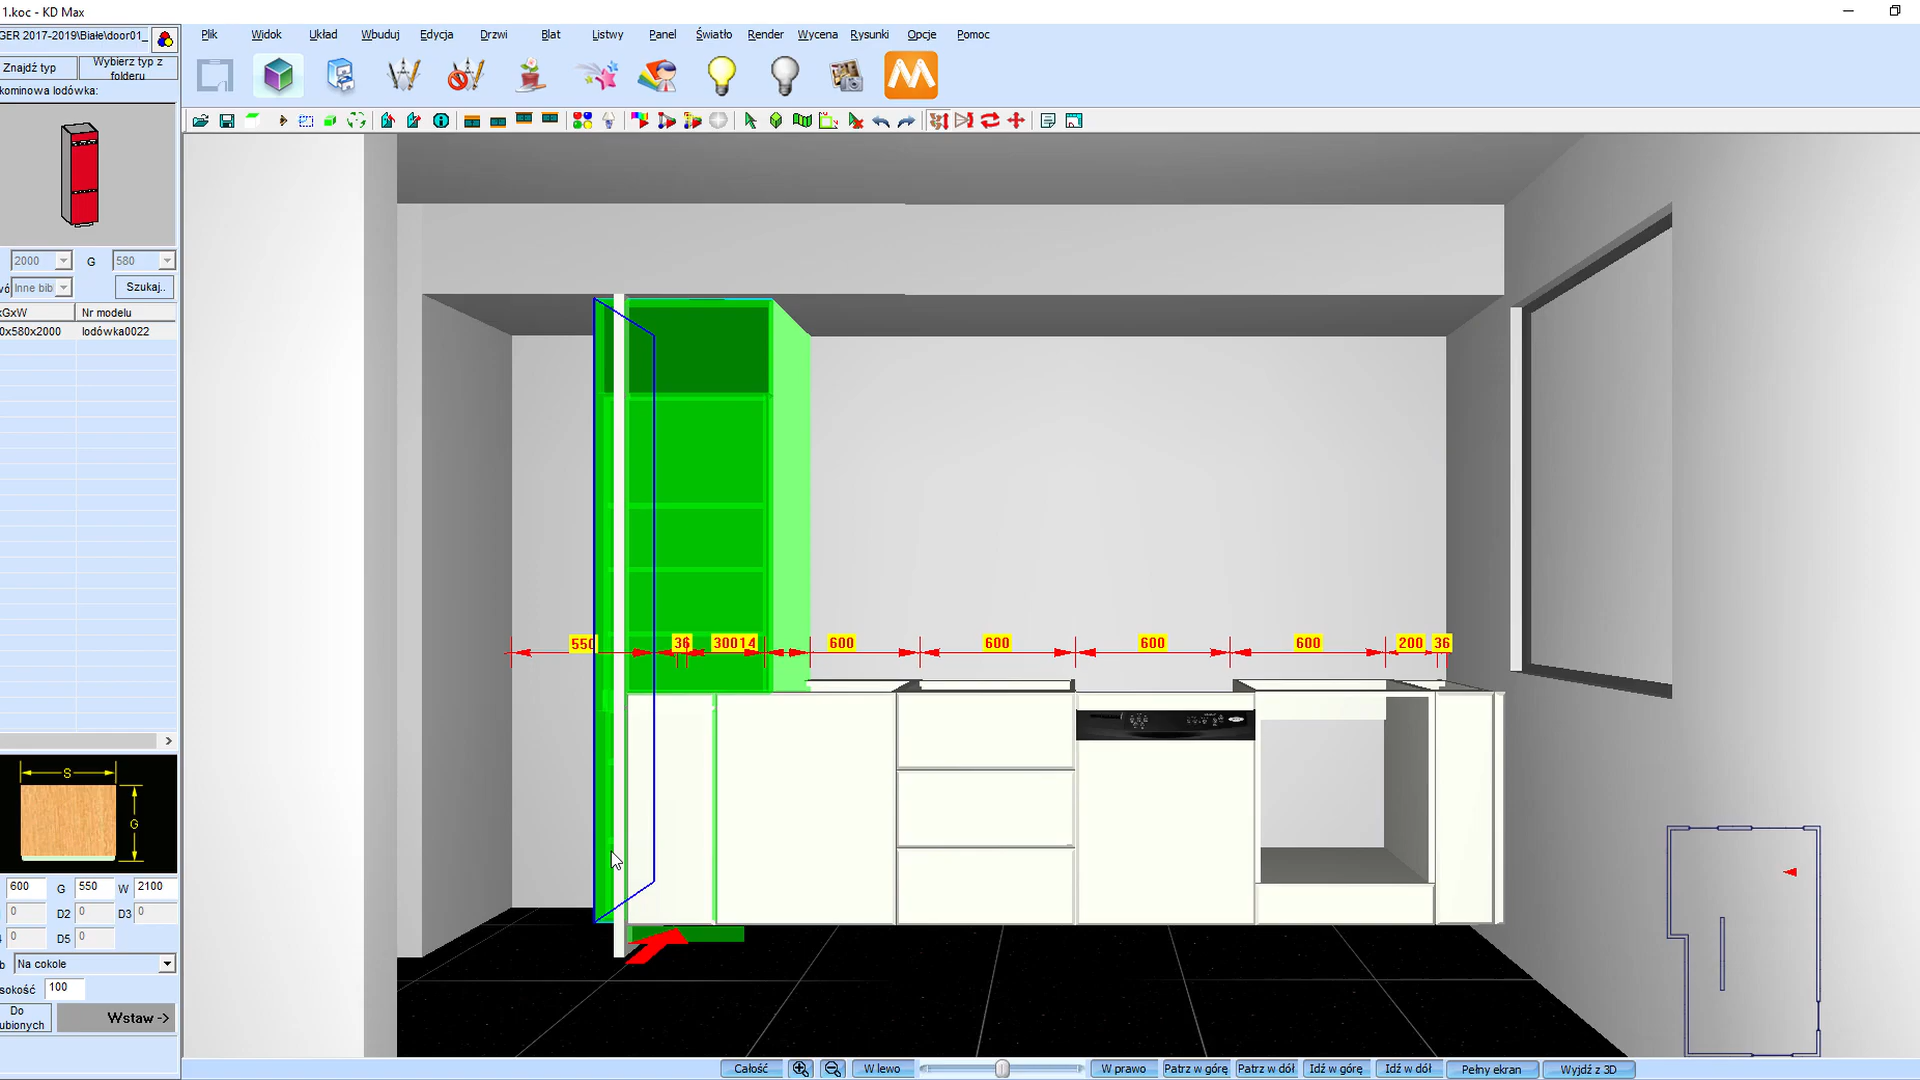 1.koc - KD Max
GER 2017-2019\Białe\door01_
Plik Widok Układ Wbuduj Edycja Drzwi Blat Listwy Panel Światło Render Wycena Rysunki Opcje Pomoc
Znajdź typ
Wybierz typ z
folderu
kominowa lodówka:
2000 G 580
Inne bib Szukaj..
xGxW Nr modelu
0x580x2000 lodówka0022
550 36 30014 600 600 600 600 200 36
S
G
600 G 550 W 2100
0 D2 0 D3 0
0 D5 0
b Na cokole
sokość 100
Do
ubionych
Wstaw ->
Całość W lewo W prawo Patrz w górę Patrz w dół Idź w górę Idź w dół Pełny ekran Wyjdź z 3D